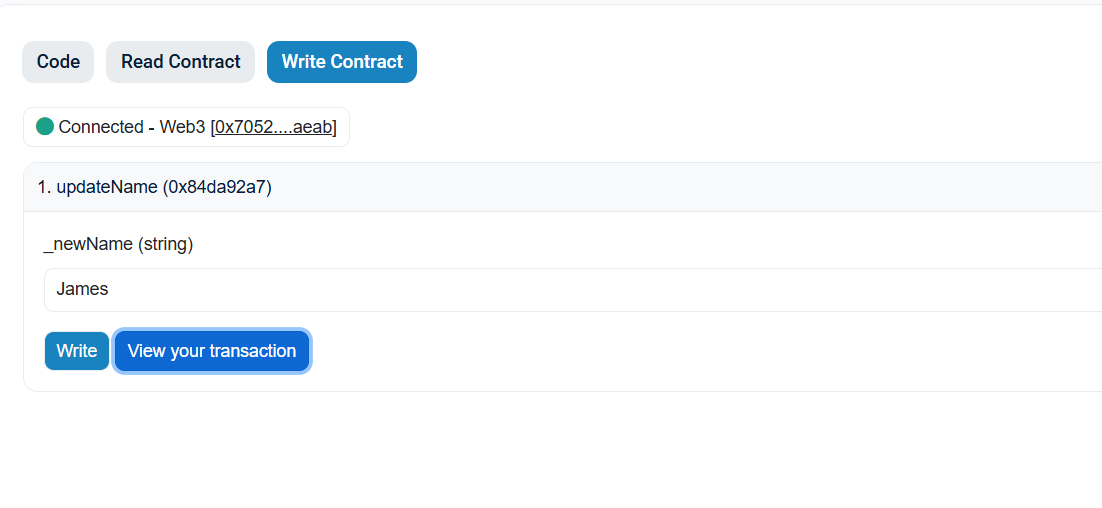 Code Read Contract Write Contract
Connected - Web3 [0x7052....aeab]
1. updateName (0x84da92a7)
_newName (string)
James
Write View your transaction